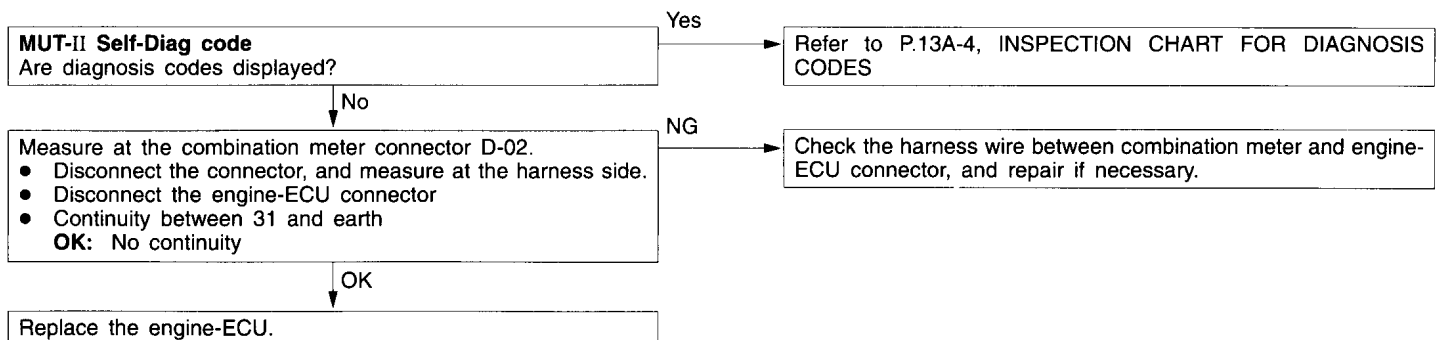 Yes
MUT-II Self-Diag code
Are diagnosis codes displayed?
Refer to P.13A-4, INSPECTION CHART FOR DIAGNOSIS
CODES
No
NG
Measure at the combination meter connector D-02.
● Disconnect the connector, and measure at the harness side.
● Disconnect the engine-ECU connector
● Continuity between 31 and earth
OK: No continuity
Check the harness wire between combination meter and engine-
ECU connector, and repair if necessary.
OK
Replace the engine-ECU.